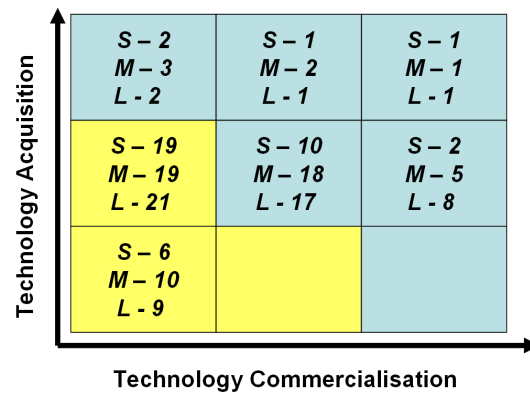 Technology Acquisition
S – 2
M – 3
L - 2
S – 1
M – 2
L - 1
S – 1
M – 1
L - 1
S – 19
M – 19
L - 21
S – 10
M – 18
L - 17
S – 2
M – 5
L - 8
S – 6
M – 10
L - 9
Technology Commercialisation